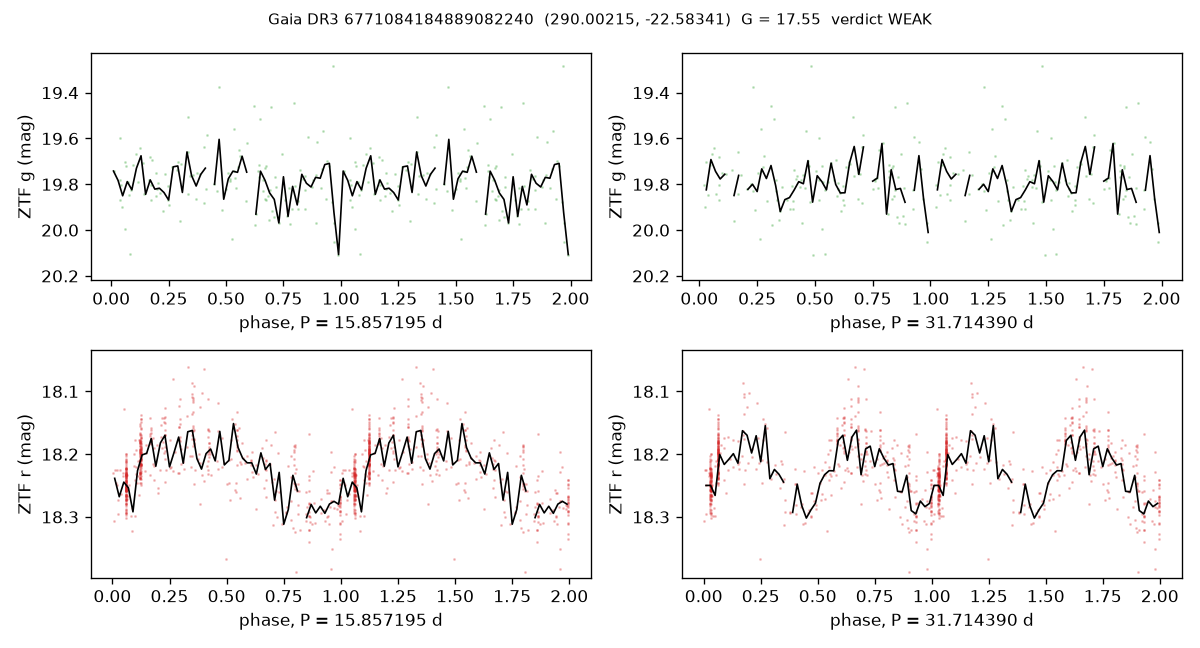 Gaia DR3 6771084184889082240 (290.00215, -22.58341) G = 17.55 verdict WEAK
ZTF g (mag)
19.4
19.6
19.8
20.0
20.2
0.00 0.25 0.50 0.75 1.00 1.25 1.50 1.75 2.00
phase, P = 15.857195 d
ZTF g (mag)
19.4
19.6
19.8
20.0
20.2
0.00 0.25 0.50 0.75 1.00 1.25 1.50 1.75 2.00
phase, P = 31.714390 d
ZTF r (mag)
18.1
18.2
18.3
0.00 0.25 0.50 0.75 1.00 1.25 1.50 1.75 2.00
phase, P = 15.857195 d
ZTF r (mag)
18.1
18.2
18.3
0.00 0.25 0.50 0.75 1.00 1.25 1.50 1.75 2.00
phase, P = 31.714390 d